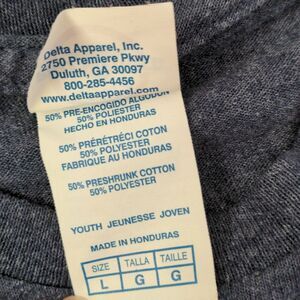 Delta Apparel, Inc.
2750 Premiere Pkwy
Duluth, GA 30097
800-285-4456
www.deltaapparel.com
50% PRE-ENCOGIDO ALGODON
50% POLIESTER
HECHO EN HONDURAS
50% PRÉRÉTRÉCI COTON
50% POLYESTER
FABRIQUE AU HONDURAS
50% PRESHRUNK COTTON
50% POLYESTER
YOUTH JEUNESSE JOVEN
MADE IN HONDURAS
SIZE TALLA TAILLE
L G G